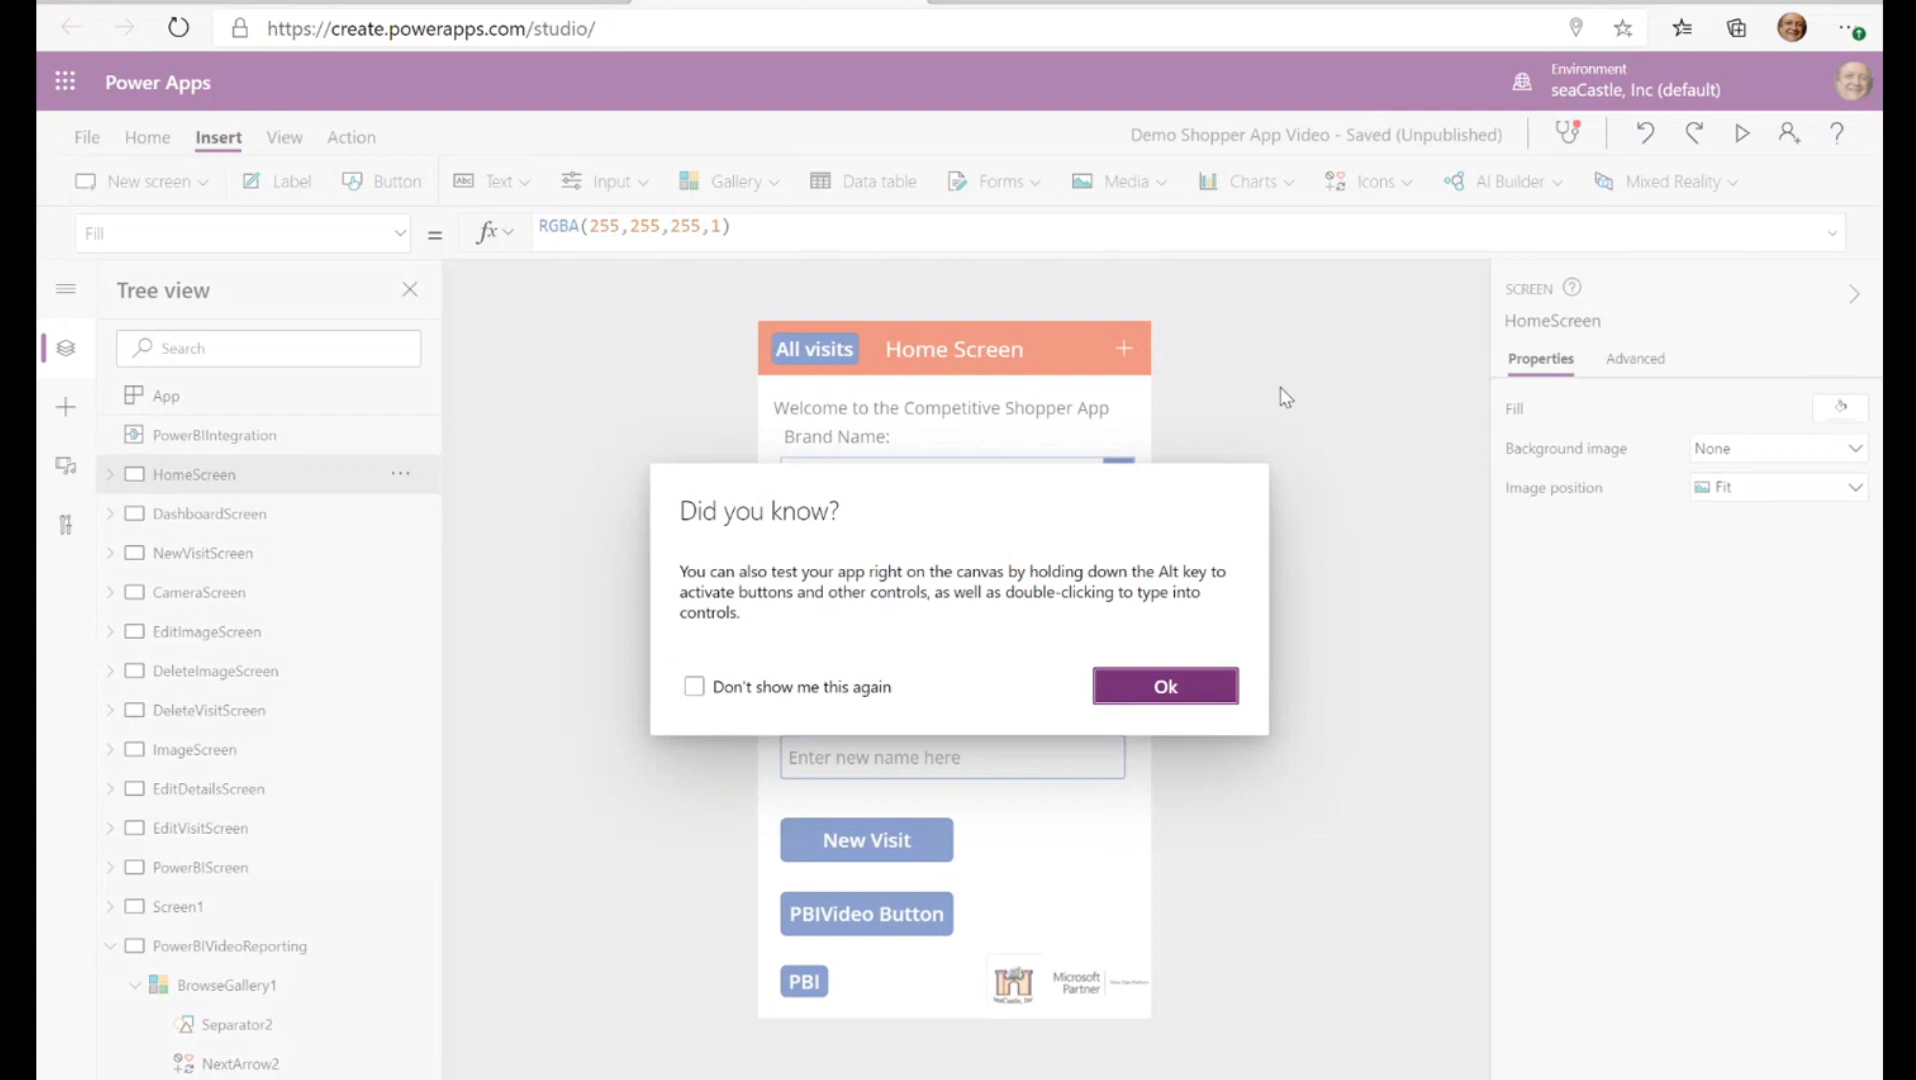 https://create.powerapps.com/studio/
Power Apps
Environment
seaCastle, Inc (default)
File Home Insert View Action
Demo Shopper App Video - Saved (Unpublished)
New screen Label Button Text Input Gallery Data table Forms Media Charts Icons AI Builder Mixed Reality
Fill = fx RGBA(255,255,255,1)
Tree view
Search
App
PowerBIIntegration
HomeScreen
DashboardScreen
NewVisitScreen
CameraScreen
EditImageScreen
DeleteImageScreen
DeleteVisitScreen
ImageScreen
EditDetailsScreen
EditVisitScreen
PowerBIScreen
Screen1
PowerBIVideoReporting
BrowseGallery1
Separator2
NextArrow2
All visits Home Screen
Welcome to the Competitive Shopper App
Brand Name:
Did you know?
You can also test your app right on the canvas by holding down the Alt key to
activate buttons and other controls, as well as double-clicking to type into
controls.
Don't show me this again
Ok
Enter new name here
New Visit
PBIVideo Button
PBI
seaCastle, Inc
Microsoft
Partner
SCREEN
HomeScreen
Properties Advanced
Fill
Background image None
Image position Fit